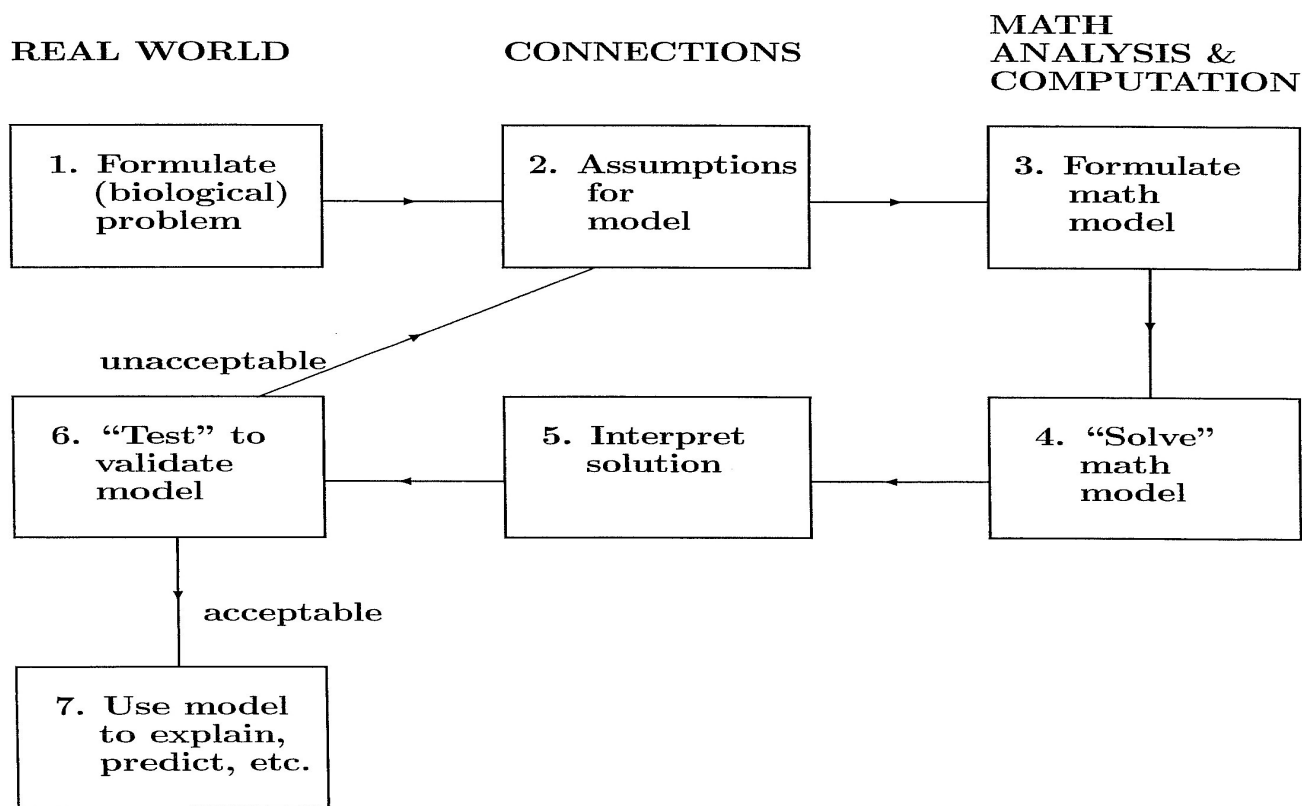 REAL WORLD
CONNECTIONS
MATH
ANALYSIS &
COMPUTATION
1. Formulate
(biological)
problem
2. Assumptions
for
model
3. Formulate
math
model
unacceptable
6. “Test” to
validate
model
5. Interpret
solution
4. “Solve”
math
model
acceptable
7. Use model
to explain,
predict, etc.